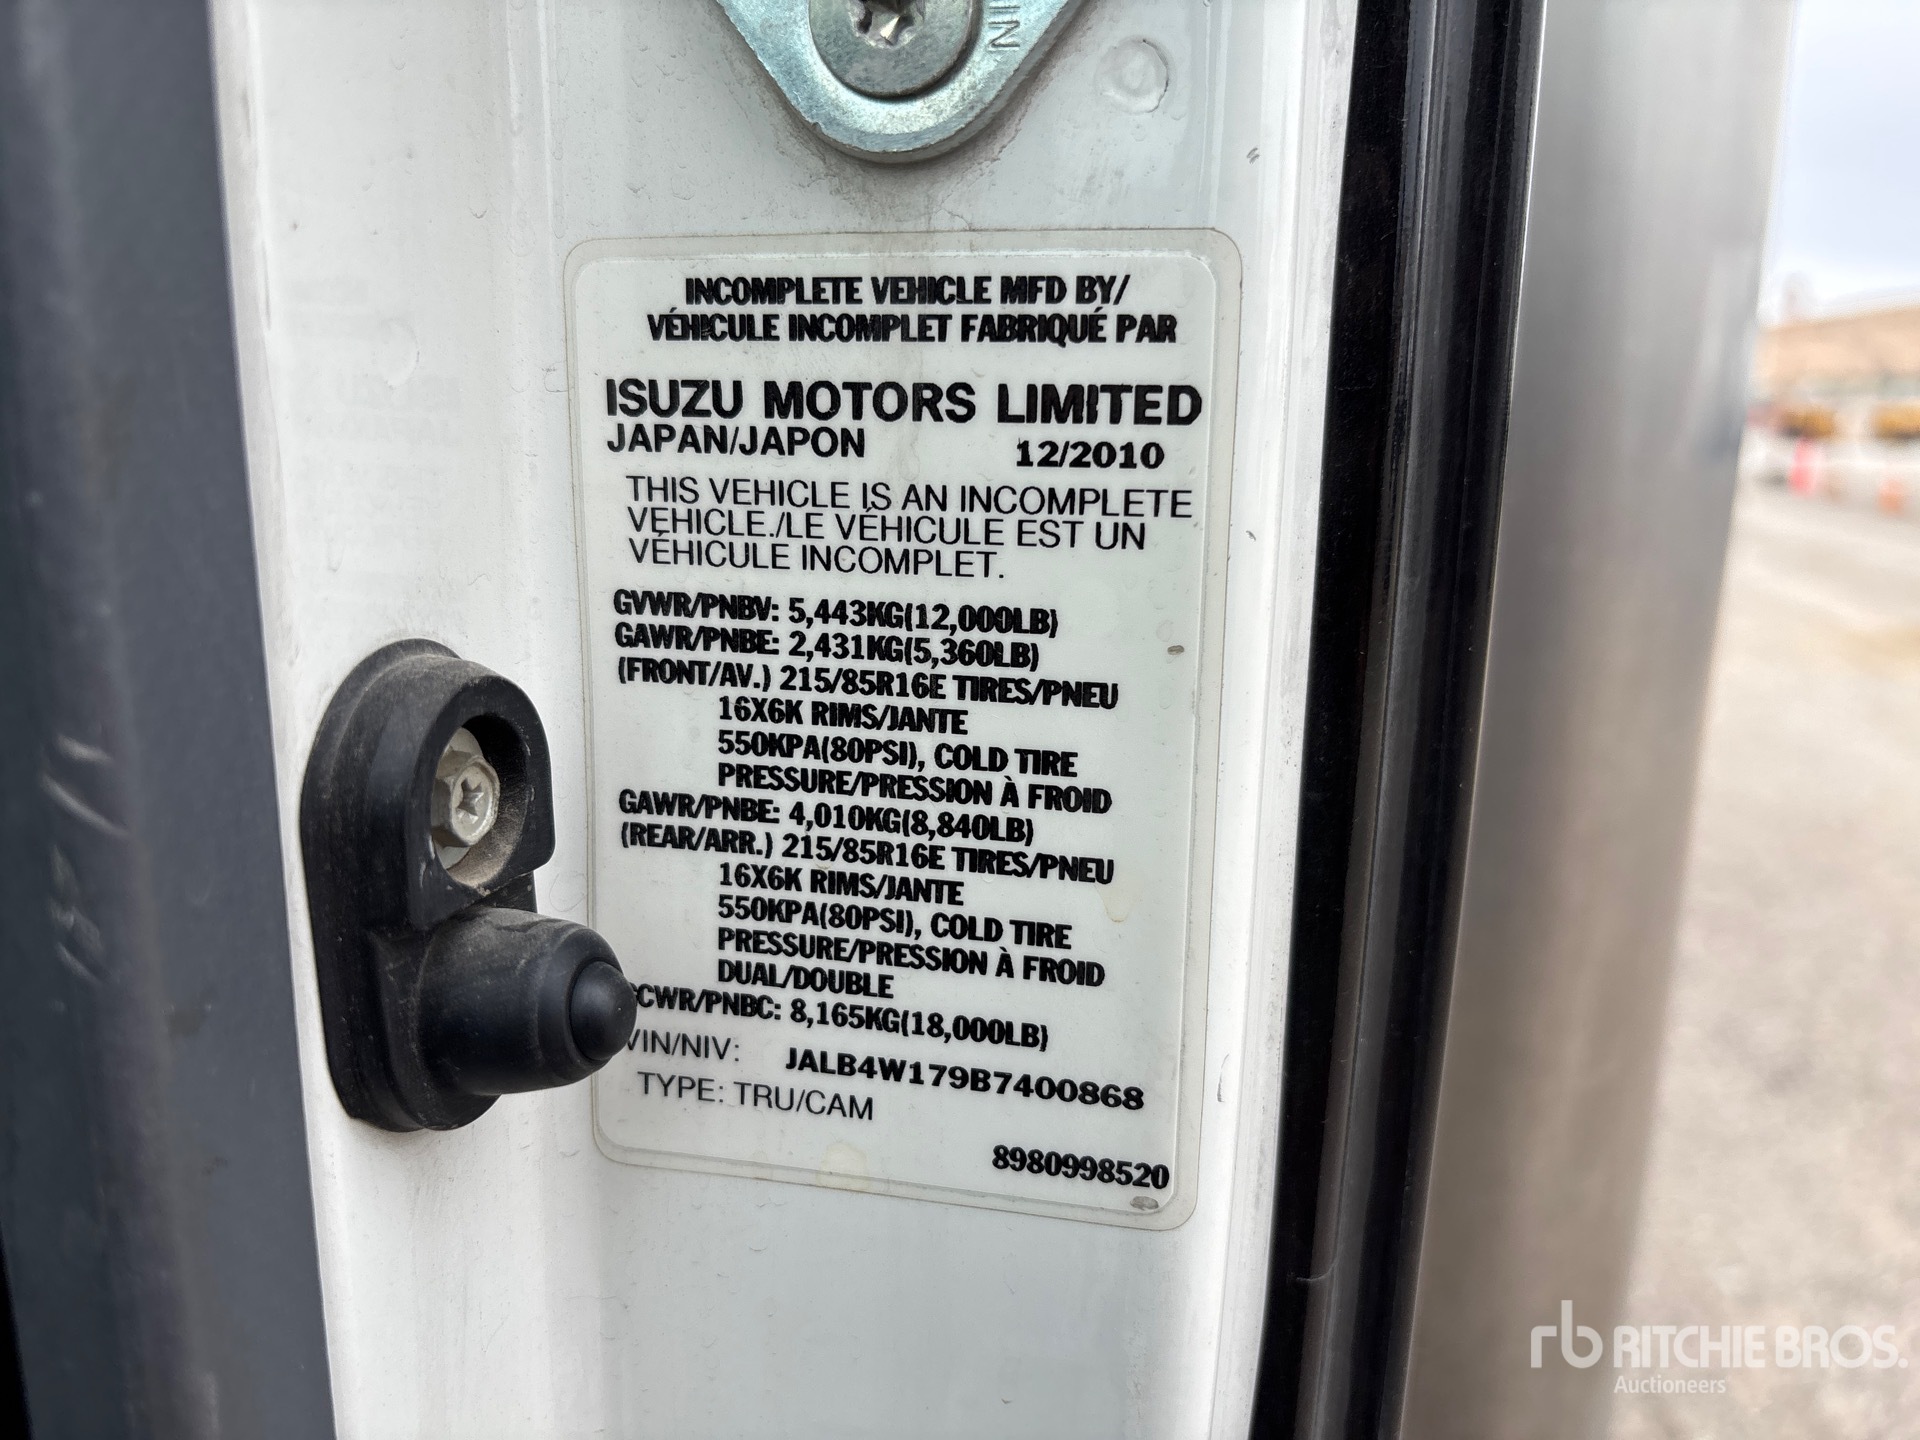 IN
INCOMPLETE VEHICLE MFD BY/
VÉHICULE INCOMPLET FABRIQUÉ PAR
ISUZU MOTORS LIMITED
JAPAN/JAPON 12/2010
THIS VEHICLE IS AN INCOMPLETE
VEHICLE./LE VÉHICULE EST UN
VÉHICULE INCOMPLET.
GVWR/PNBV: 5,443KG(12,000LB)
GAWR/PNBE: 2,431KG(5,360LB)
(FRONT/AV.) 215/85R16E TIRES/PNEU
16X6K RIMS/JANTE
550KPA(80PSI), COLD TIRE
PRESSURE/PRESSION À FROID
GAWR/PNBE: 4,010KG(8,840LB)
(REAR/ARR.) 215/85R16E TIRES/PNEU
16X6K RIMS/JANTE
550KPA(80PSI), COLD TIRE
PRESSURE/PRESSION À FROID
DUAL/DOUBLE
GCWR/PNBC: 8,165KG(18,000LB)
VIN/NIV: JALB4W179B7400868
TYPE: TRU/CAM
8980998520
rb RITCHIE BROS.
Auctioneers